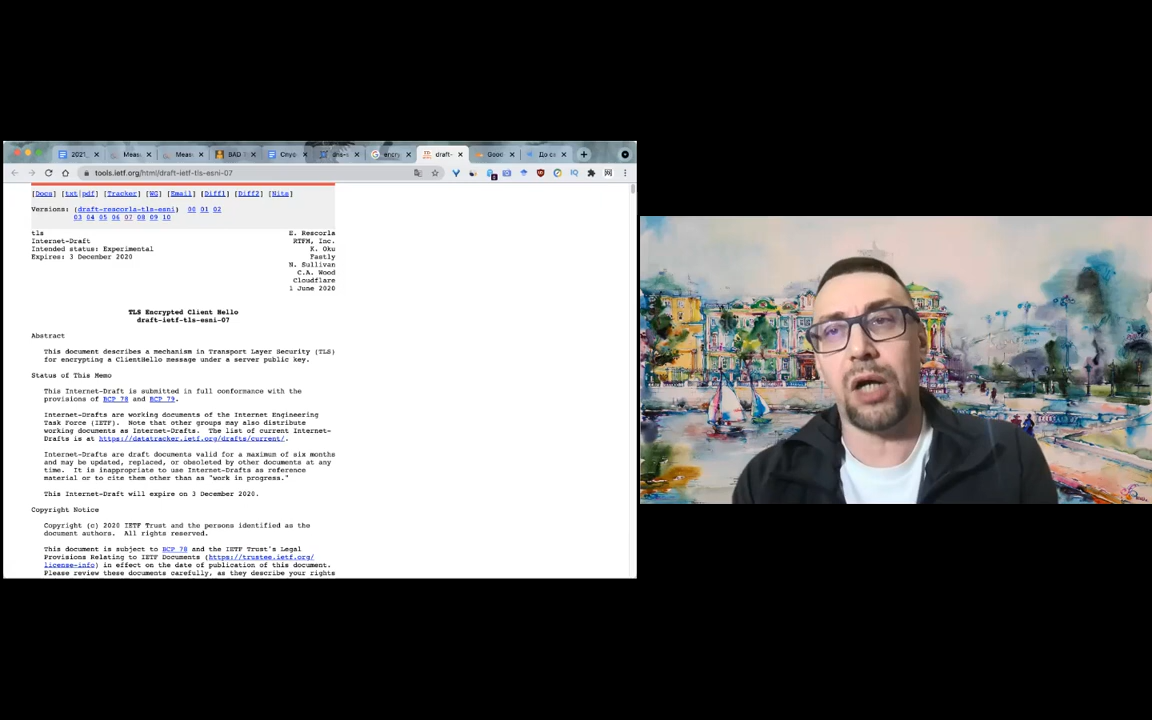 2021_
Meas
Meas
BAD
Спус
dns-s
encry
draft-
Good
До св
tools.ietf.org/html/draft-ietf-tls-esni-07
[Docs] [txt|pdf] [Tracker] [WG] [Email] [Diff1] [Diff2] [Nits]
Versions: (draft-rescorla-tls-esni) 00 01 02
03 04 05 06 07 08 09 10
tls E. Rescorla
Internet-Draft RTFM, Inc.
Intended status: Experimental K. Oku
Expires: 3 December 2020 Fastly
N. Sullivan
C.A. Wood
Cloudflare
1 June 2020
TLS Encrypted Client Hello
draft-ietf-tls-esni-07
Abstract
This document describes a mechanism in Transport Layer Security (TLS)
for encrypting a ClientHello message under a server public key.
Status of This Memo
This Internet-Draft is submitted in full conformance with the
provisions of BCP 78 and BCP 79.
Internet-Drafts are working documents of the Internet Engineering
Task Force (IETF). Note that other groups may also distribute
working documents as Internet-Drafts. The list of current Internet-
Drafts is at https://datatracker.ietf.org/drafts/current/.
Internet-Drafts are draft documents valid for a maximum of six months
and may be updated, replaced, or obsoleted by other documents at any
time. It is inappropriate to use Internet-Drafts as reference
material or to cite them other than as "work in progress."
This Internet-Draft will expire on 3 December 2020.
Copyright Notice
Copyright (c) 2020 IETF Trust and the persons identified as the
document authors. All rights reserved.
This document is subject to BCP 78 and the IETF Trust's Legal
Provisions Relating to IETF Documents (https://trustee.ietf.org/
license-info) in effect on the date of publication of this document.
Please review these documents carefully, as they describe your rights